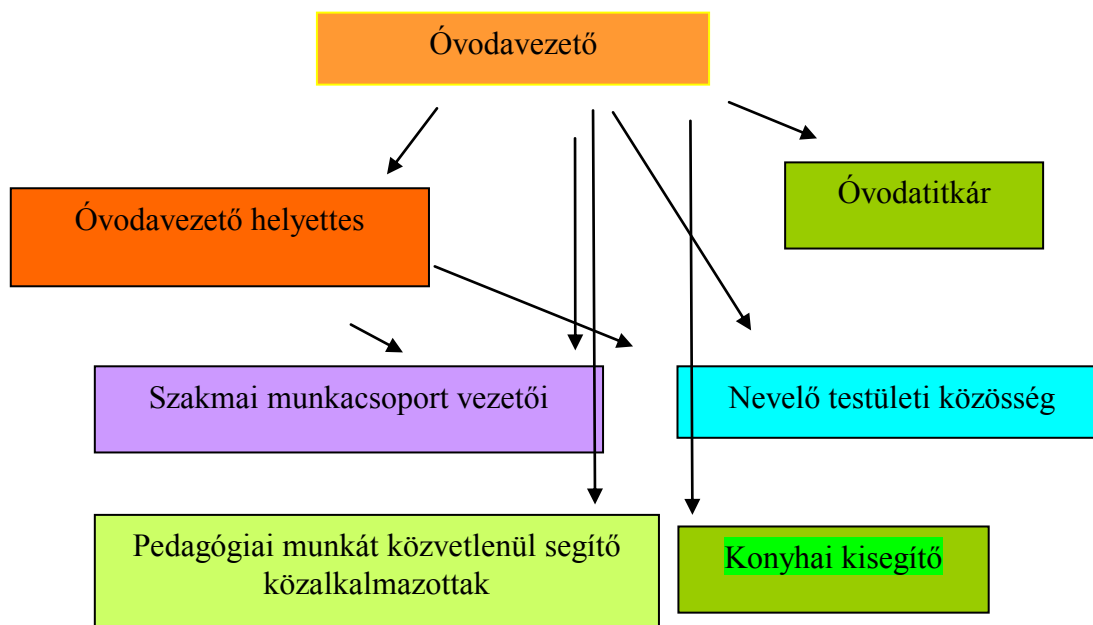 Óvodavezető
Óvodatitkár
Óvodavezető helyettes
Szakmai munkacsoport vezetői
Nevelő testületi közösség
Pedagógiai munkát közvetlenül segítő
közalkalmazottak
Konyhai kisegítő